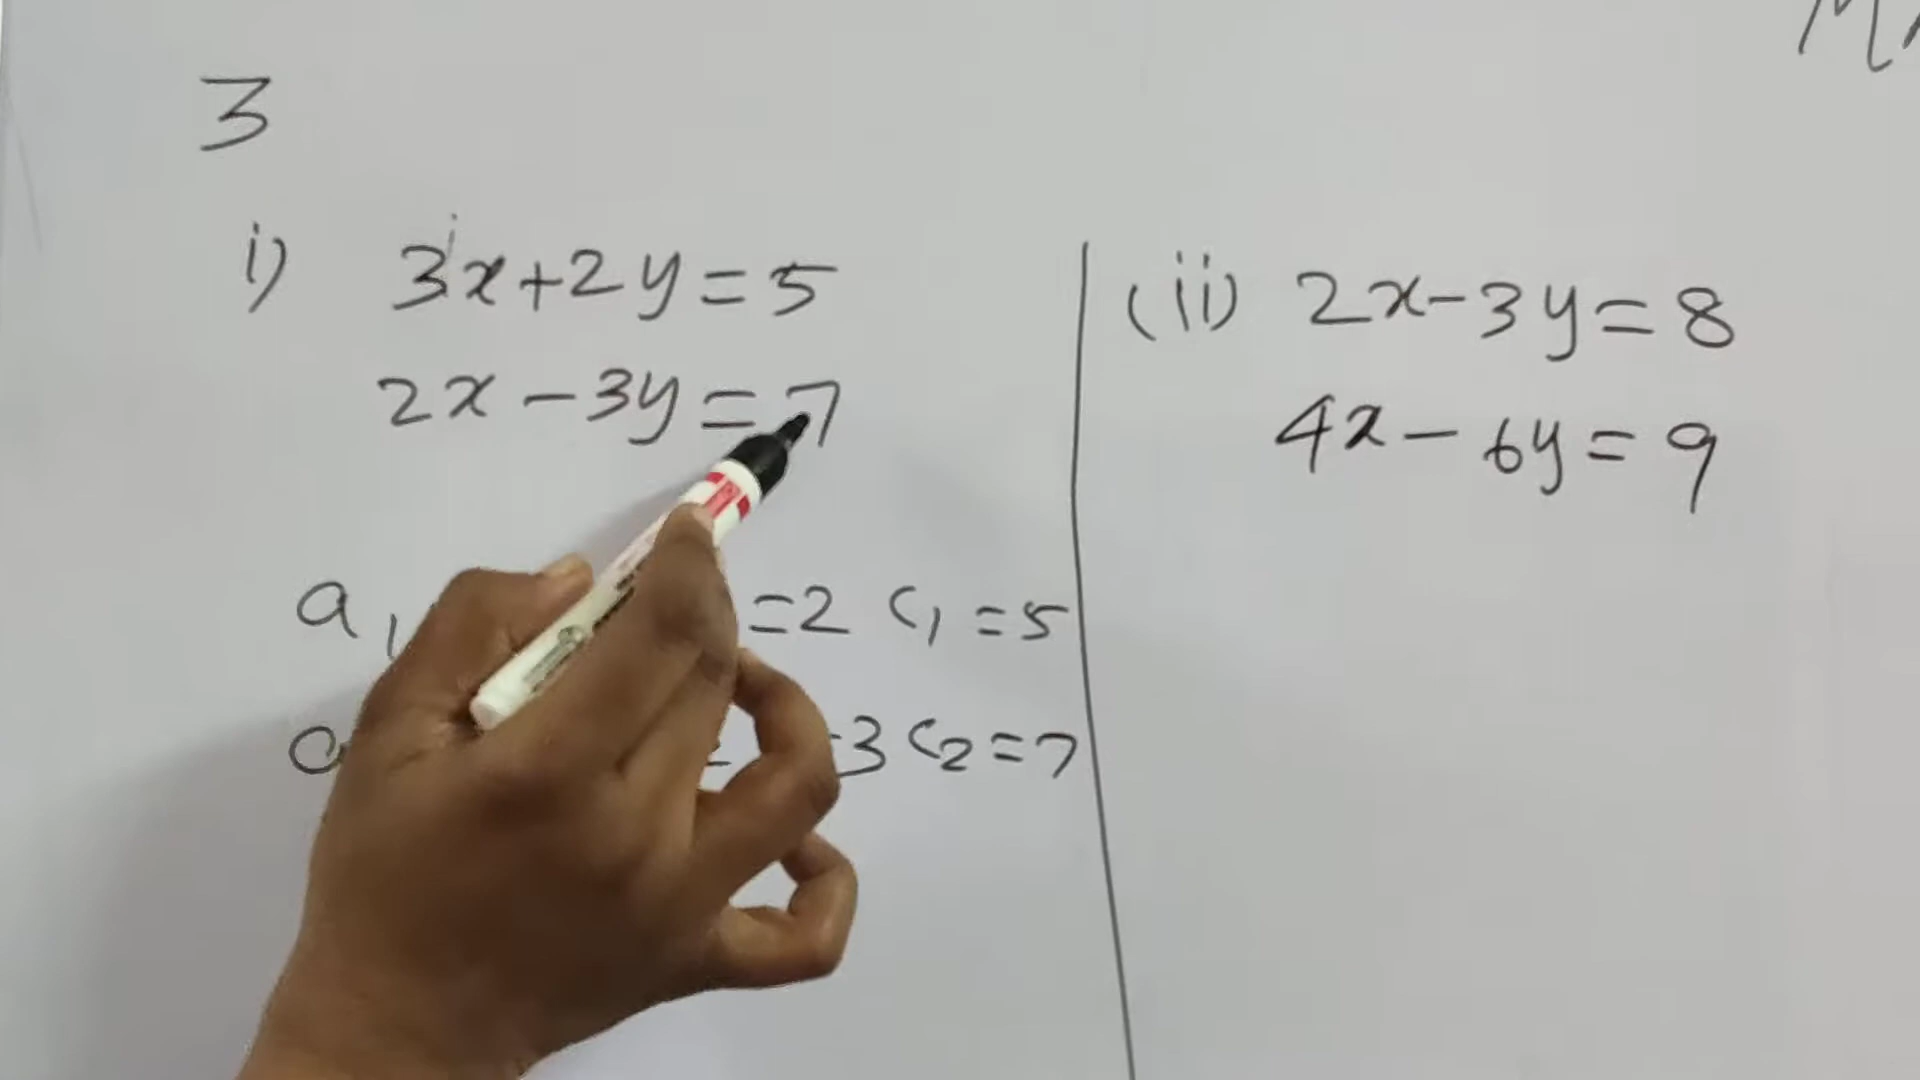 3
i) 3x+2y=5
2x-3y=7
a1 =2 c1=5
-3 c2=7
(ii) 2x-3y=8
4x-6y=9